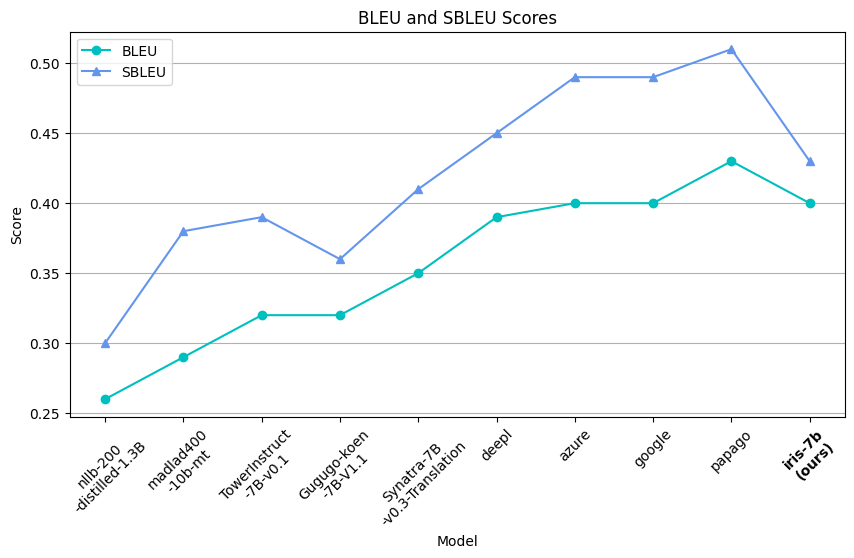 BLEU and SBLEU Scores
BLEU
SBLEU
Score
0.50
0.45
0.40
0.35
0.30
0.25
nllb-200
-distilled-1.3B
madlad400
-10b-mt
TowerInstruct
-7B-v0.1
Gugugo-koen
-7B-V1.1
Synatra-7B
-v0.3-Translation
deepl
azure
google
papago
iris-7b
(ours)
Model